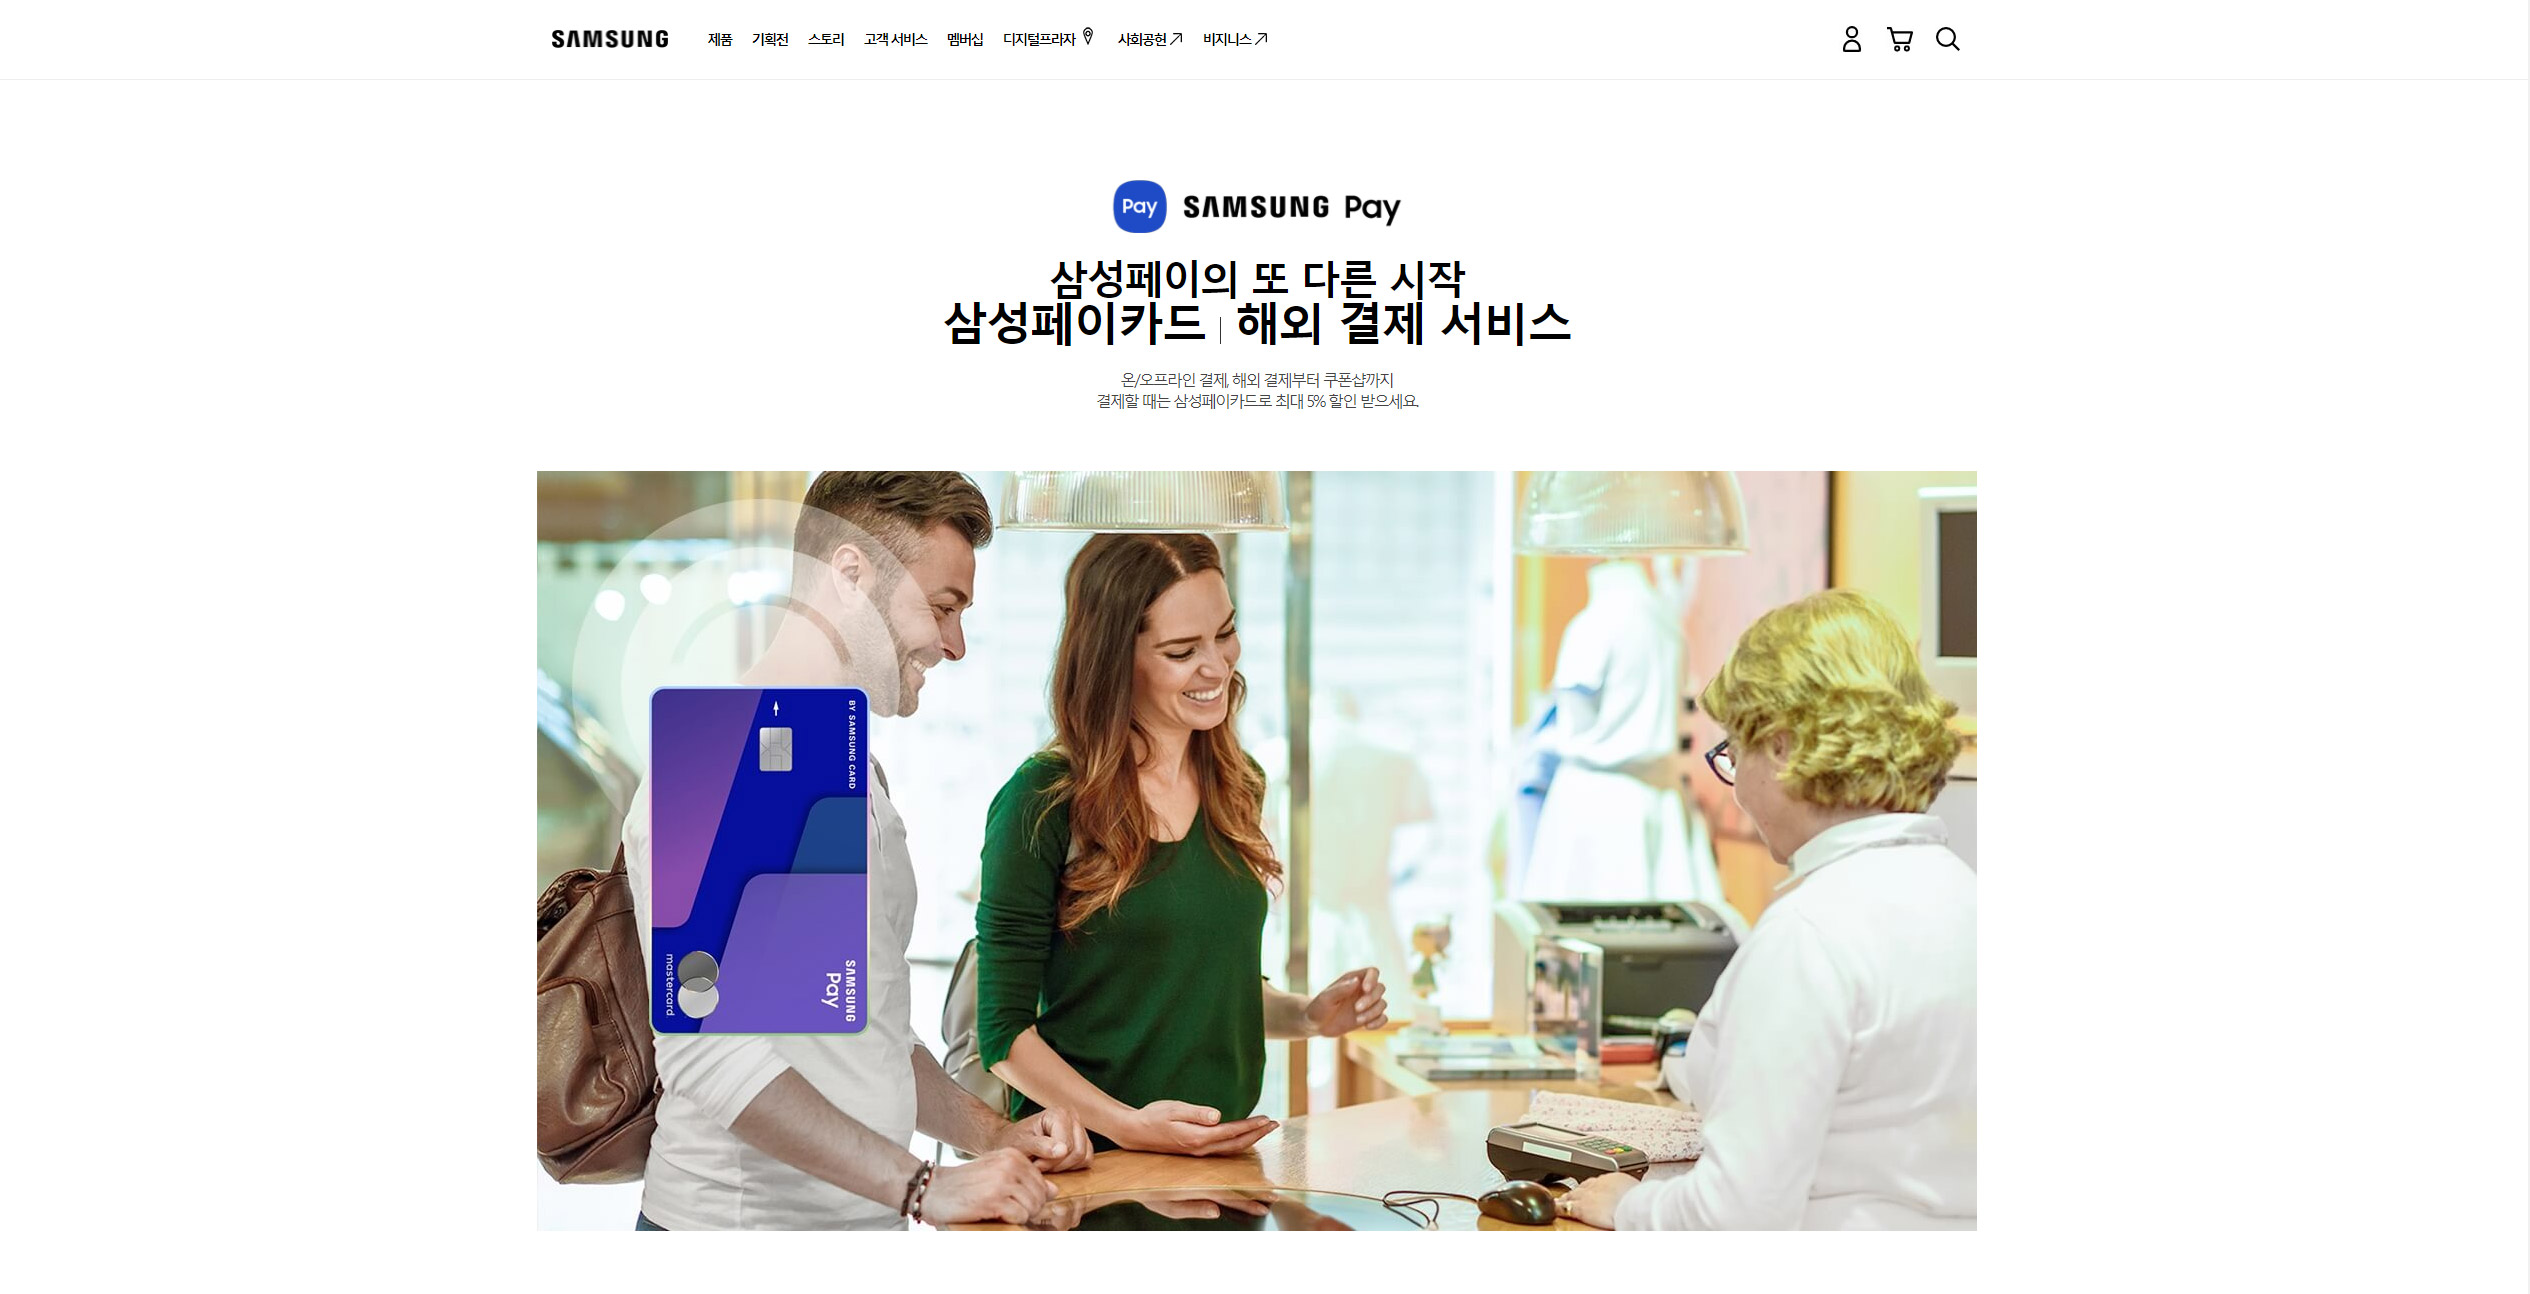 SAMSUNG
제품 기획전 스토리 고객 서비스 멤버십 디지털프라자 사회공헌 비지니스
Pay SAMSUNG Pay
삼성페이의 또 다른 시작
삼성페이카드 | 해외 결제 서비스
온/오프라인 결제, 해외 결제부터 쿠폰샵까지
결제할 때는 삼성페이카드로 최대 5% 할인 받으세요.
BY SAMSUNG CARD
SAMSUNG
Pay
mastercard